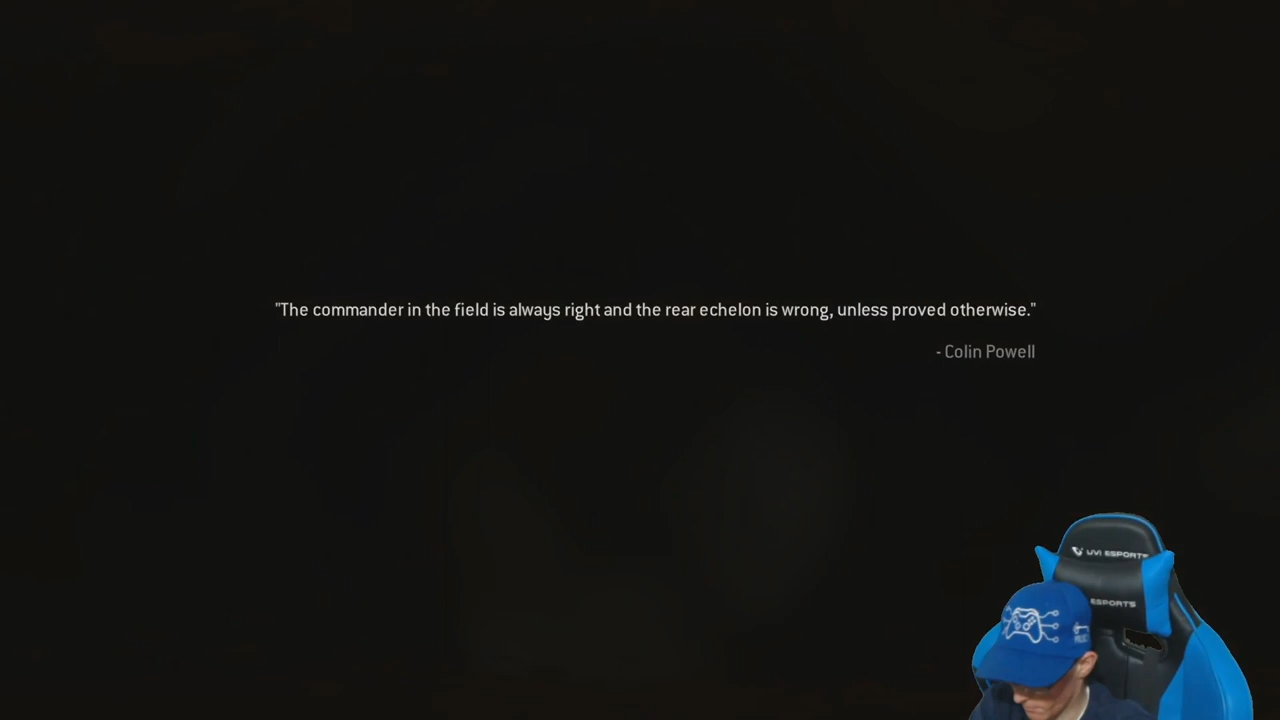 "The commander in the field is always right and the rear echelon is wrong, unless proved otherwise."
- Colin Powell
UVI ESPORTS
ESPORTS